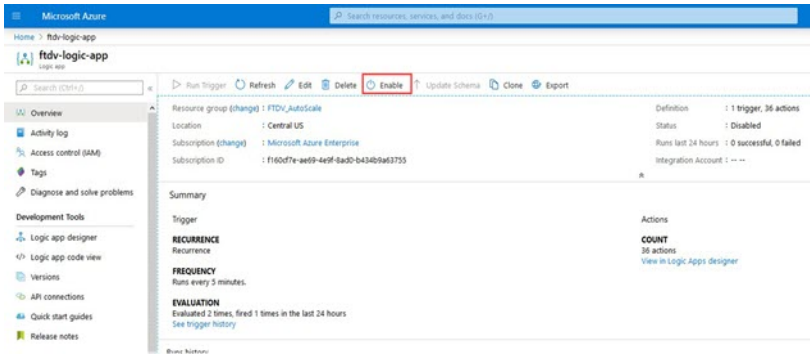 Microsoft Azure
Search resources, services, and docs (G+/)
Home > ftdv-logic-app
ftdv-logic-app
Logic app
Search (Ctrl+/)
Run Trigger Refresh Edit Delete Enable Update Schema Clone Export
Overview
Activity log
Access control (IAM)
Tags
Diagnose and solve problems
Development Tools
Logic app designer
Logic app code view
Versions
API connections
Quick start guides
Release notes
Resource group (change) : FTDV_AutoScale
Location : Central US
Subscription (change) : Microsoft Azure Enterprise
Subscription ID : f160cf7e-ae69-4e9f-8ad0-b434b9a63755
Definition : 1 trigger, 36 actions
Status : Disabled
Runs last 24 hours : 0 successful, 0 failed
Integration Account : -- --
Summary
Trigger
RECURRENCE
Recurrence
FREQUENCY
Runs every 5 minutes.
EVALUATION
Evaluated 2 times, fired 1 times in the last 24 hours
See trigger history
Actions
COUNT
36 actions
View in Logic Apps designer
Runs history